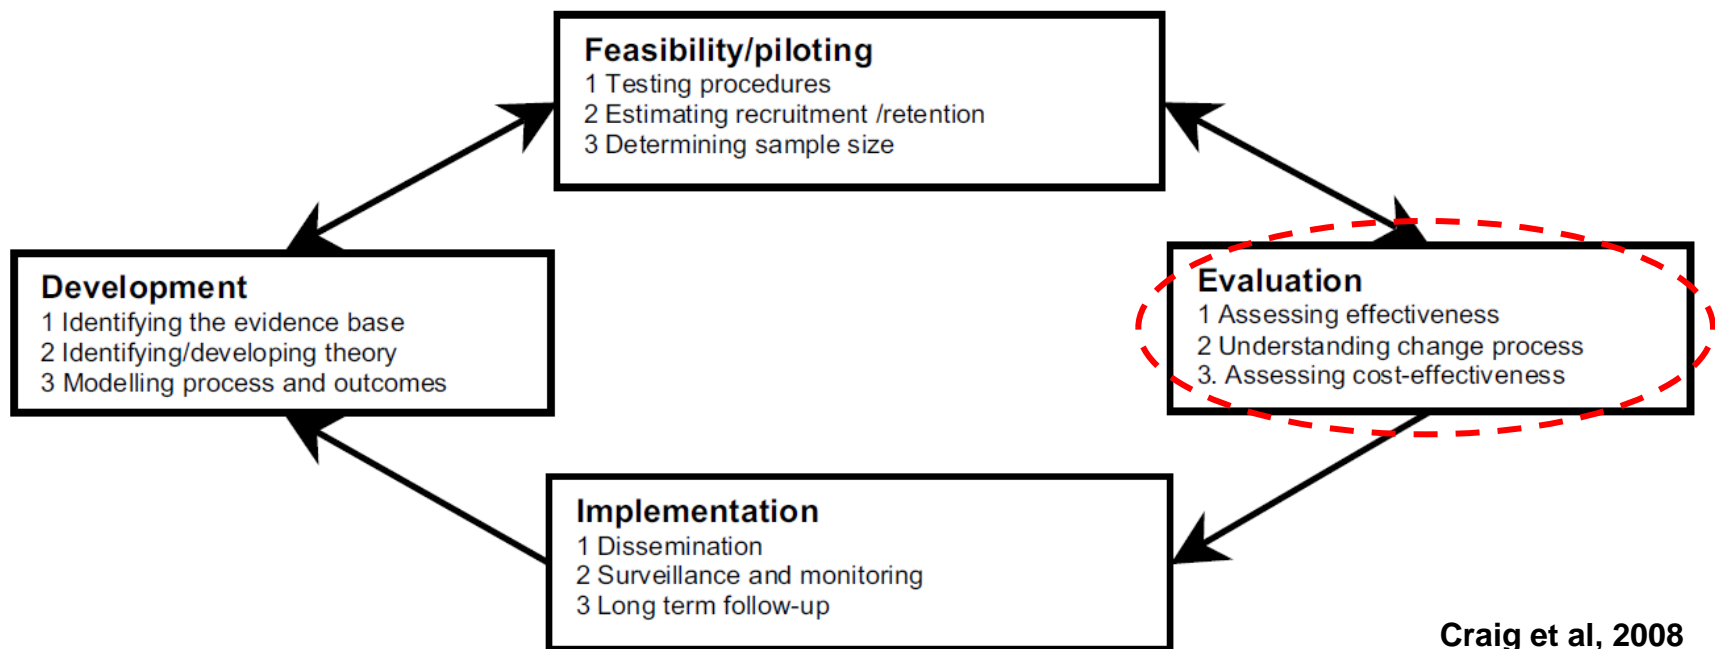 Feasibility/piloting
1 Testing procedures
2 Estimating recruitment /retention
3 Determining sample size
Development
1 Identifying the evidence base
2 Identifying/developing theory
3 Modelling process and outcomes
Evaluation
1 Assessing effectiveness
2 Understanding change process
3. Assessing cost-effectiveness
Implementation
1 Dissemination
2 Surveillance and monitoring
3 Long term follow-up
Craig et al, 2008